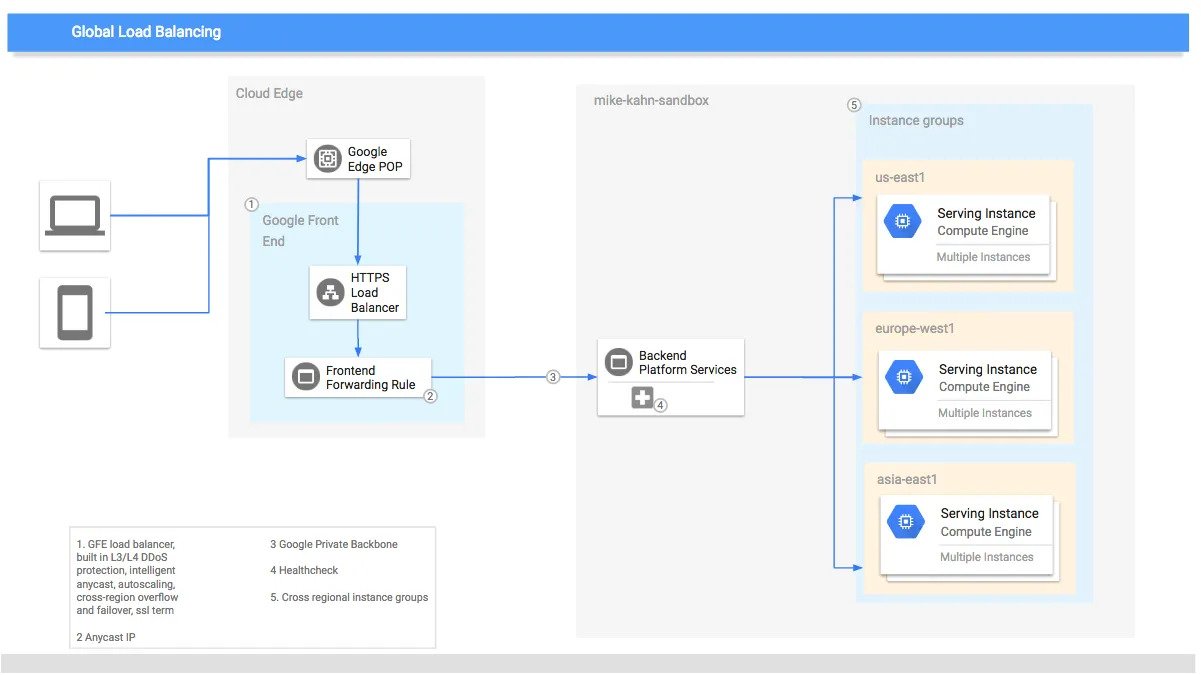 Global Load Balancing
Cloud Edge
Google
Edge POP
1
Google Front
End
HTTPS
Load
Balancer
Frontend
Forwarding Rule
2
3
mike-kahn-sandbox
Backend
Platform Services
4
5
Instance groups
us-east1
Serving Instance
Compute Engine
Multiple Instances
europe-west1
Serving Instance
Compute Engine
Multiple Instances
asia-east1
Serving Instance
Compute Engine
Multiple Instances
1. GFE load balancer,
built in L3/L4 DDoS
protection, intelligent
anycast, autoscaling,
cross-region overflow
and failover, ssl term
2 Anycast IP
3 Google Private Backbone
4 Healthcheck
5. Cross regional instance groups